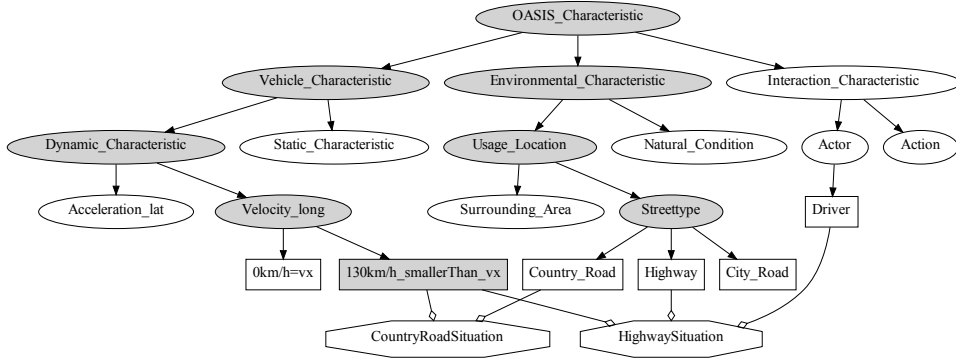 OASIS_Characteristic
Vehicle_Characteristic
Environmental_Characteristic
Interaction_Characteristic
Dynamic_Characteristic
Static_Characteristic
Usage_Location
Natural_Condition
Actor
Action
Acceleration_lat
Velocity_long
Surrounding_Area
Streettype
Driver
0km/h=vx
130km/h_smallerThan_vx
Country_Road
Highway
City_Road
CountryRoadSituation
HighwaySituation